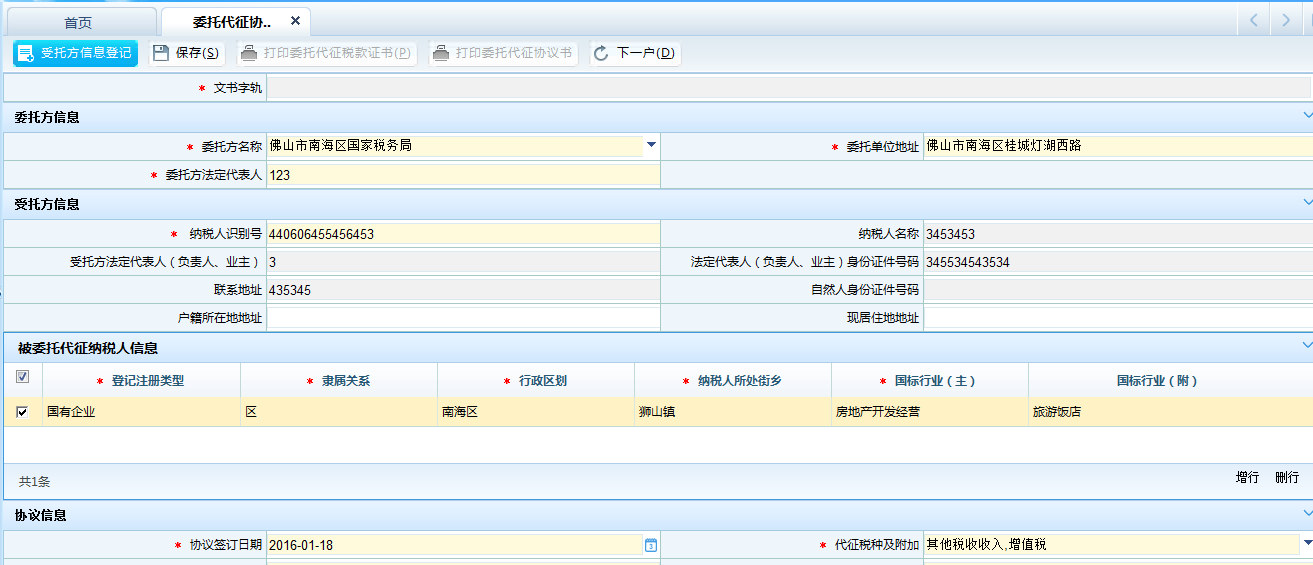 首页 委托代征协.. ×
受托方信息登记 保存(S) 打印委托代征税款证书(P) 打印委托代征协议书 下一户(D)
* 文书字轨
委托方信息
* 委托方名称 佛山市南海区国家税务局 * 委托单位地址 佛山市南海区桂城灯湖西路
* 委托方法定代表人 123
受托方信息
* 纳税人识别号 440606455456453 纳税人名称 3453453
受托方法定代表人（负责人、业主） 3 法定代表人（负责人、业主）身份证件号码 345534543534
联系地址 435345 自然人身份证件号码
户籍所在地地址 现居住地地址
被委托代征纳税人信息
* 登记注册类型 * 隶属关系 * 行政区划 * 纳税人所处街乡 * 国标行业（主） 国标行业（附）
国有企业 区 南海区 狮山镇 房地产开发经营 旅游饭店
共1条 增行 删行
协议信息
* 协议签订日期 2016-01-18 * 代征税种及附加 其他税收收入,增值税